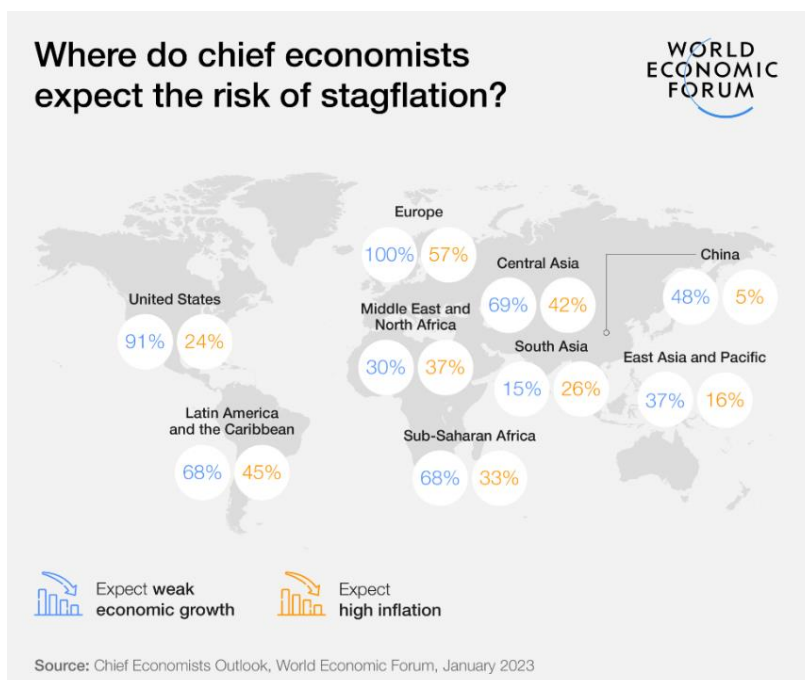 Where do chief economists
expect the risk of stagflation?
WORLD
ECONOMIC
FORUM
Europe
100% 57%
Central Asia
69% 42%
China
48% 5%
United States
91% 24%
Middle East and
North Africa
30% 37%
South Asia
15% 26%
East Asia and Pacific
37% 16%
Latin America
and the Caribbean
68% 45%
Sub-Saharan Africa
68% 33%
Expect weak
economic growth
Expect
high inflation
Source: Chief Economists Outlook, World Economic Forum, January 2023